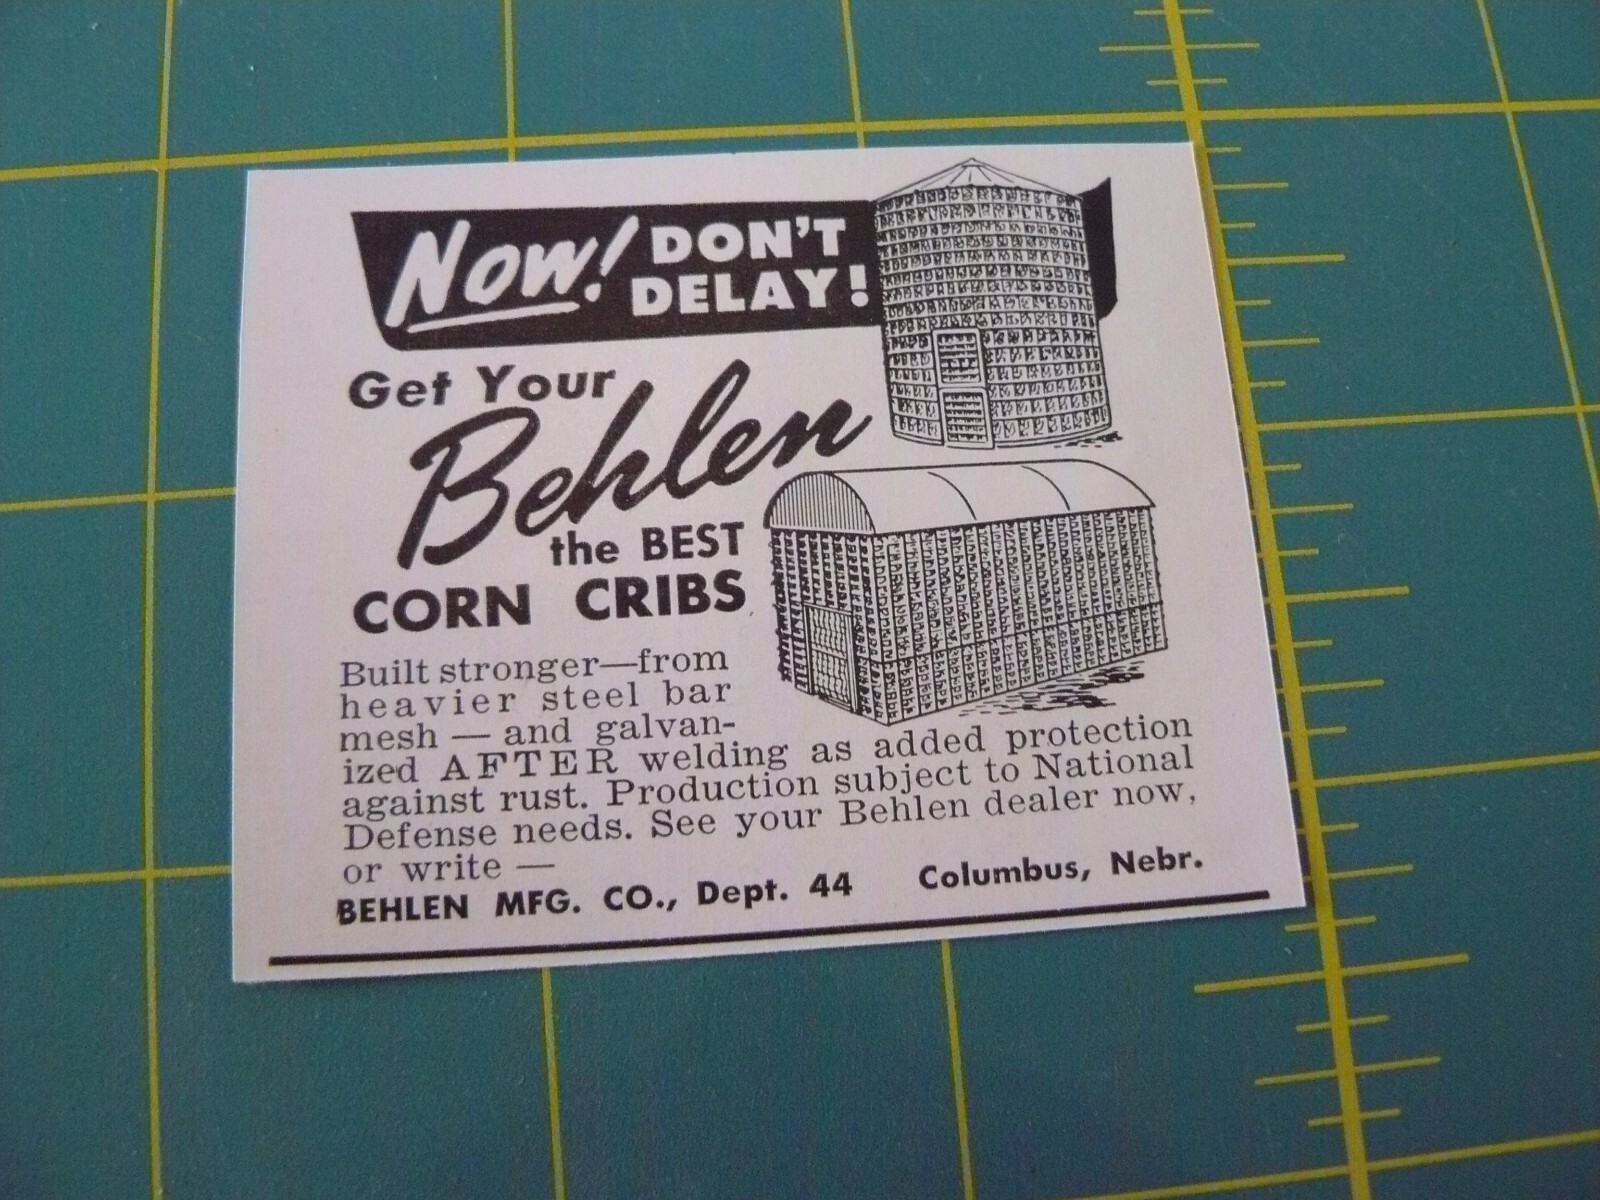 Now! DON'T
DELAY!
Get Your
Behlen
the BEST
CORN CRIBS
Built stronger—from
heavier steel bar
mesh — and galvan-
ized AFTER welding as added protection
against rust. Production subject to National
Defense needs. See your Behlen dealer now,
or write —
BEHLEN MFG. CO., Dept. 44 Columbus, Nebr.